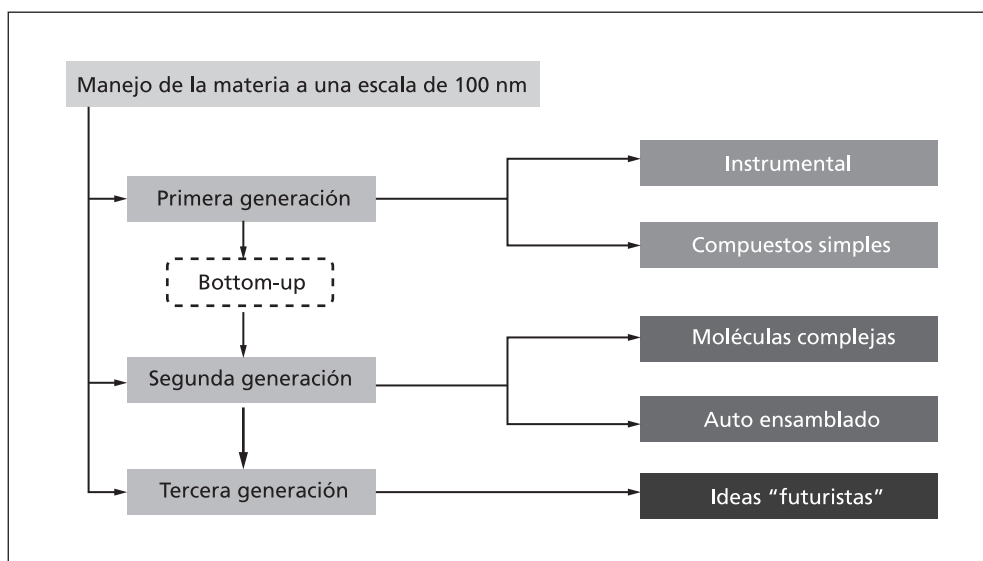 Manejo de la materia a una escala de 100 nm
Primera generación
Instrumental
Compuestos simples
Bottom-up
Segunda generación
Moléculas complejas
Auto ensamblado
Tercera generación
Ideas “futuristas”